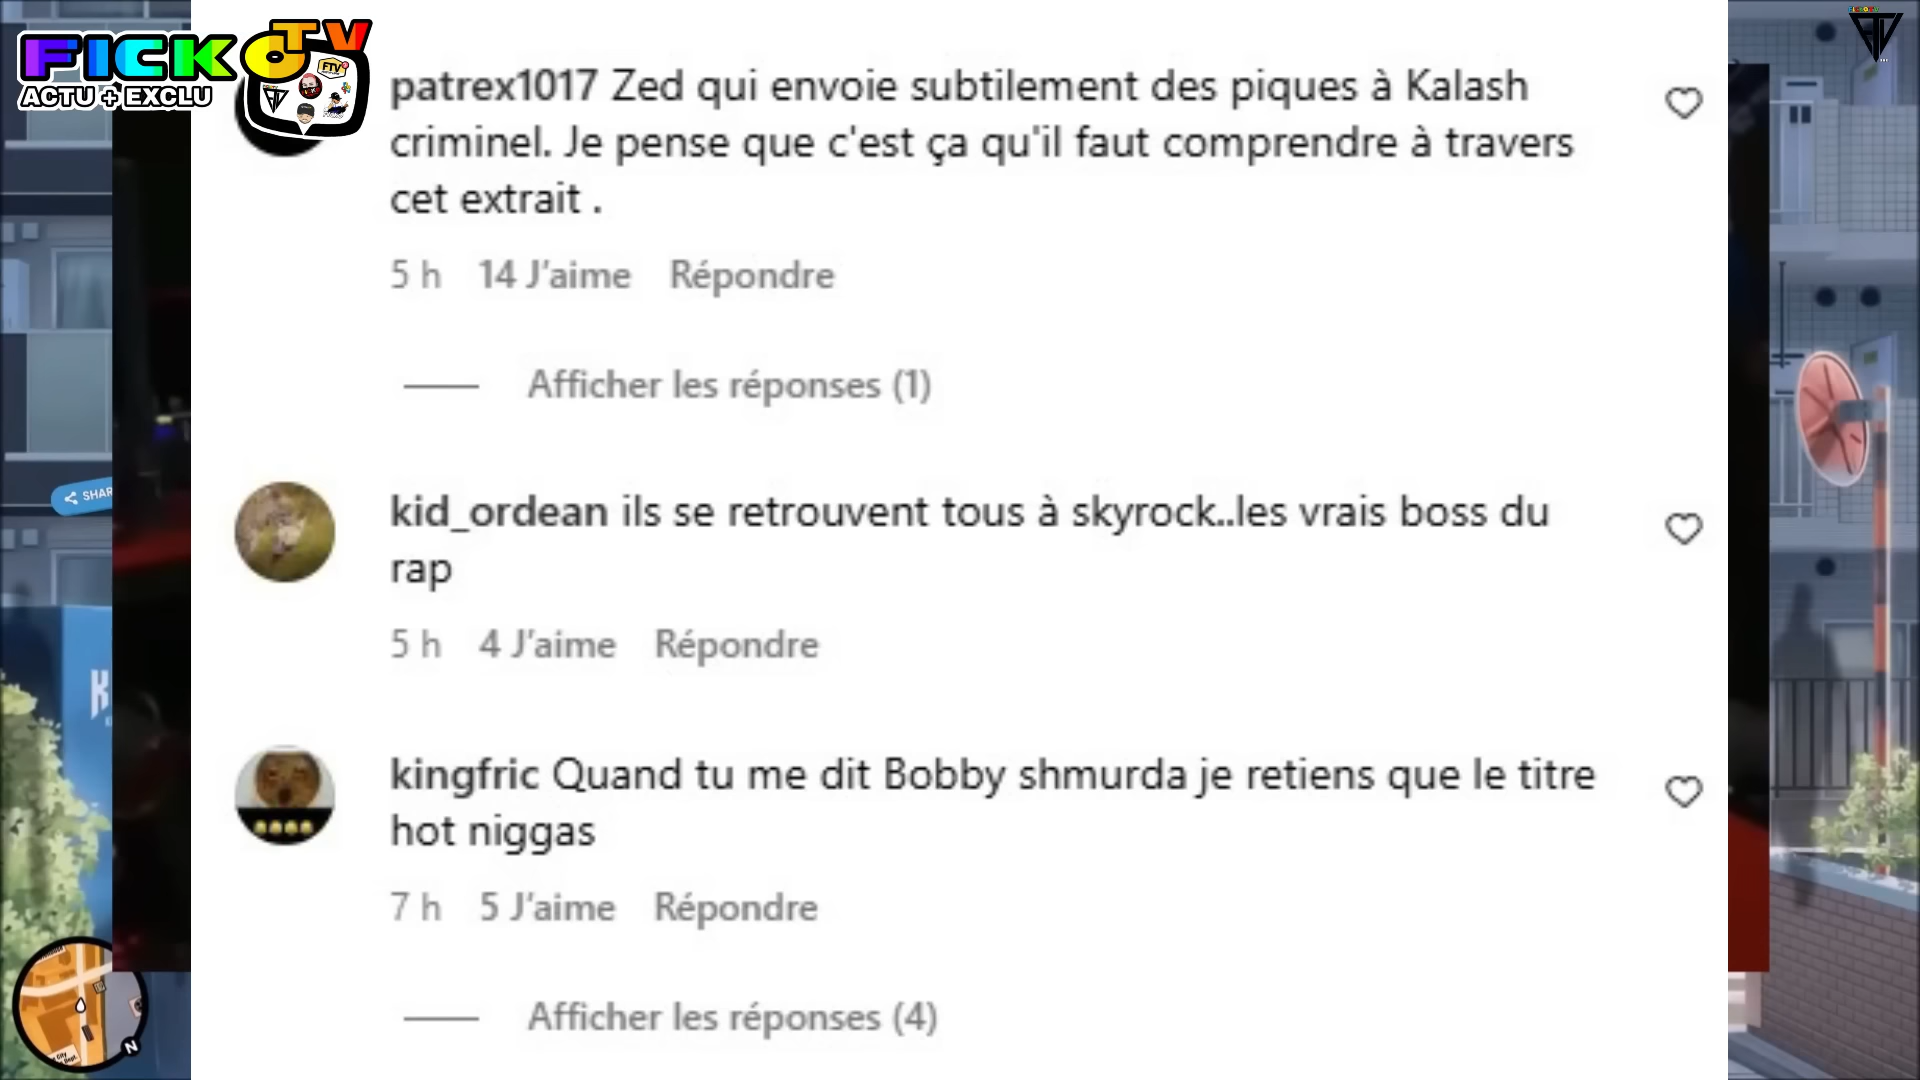 FICKO TV
ACTU + EXCLU
FTV
patrex1017 Zed qui envoie subtilement des piques à Kalash
criminel. Je pense que c'est ça qu'il faut comprendre à travers
cet extrait .
5 h 14 J'aime Répondre
Afficher les réponses (1)
SHAR
kid_ordean ils se retrouvent tous à skyrock..les vrais boss du
rap
5 h 4 J'aime Répondre
K
kingfric Quand tu me dit Bobby shmurda je retiens que le titre
hot niggas
7 h 5 J'aime Répondre
Afficher les réponses (4)
N